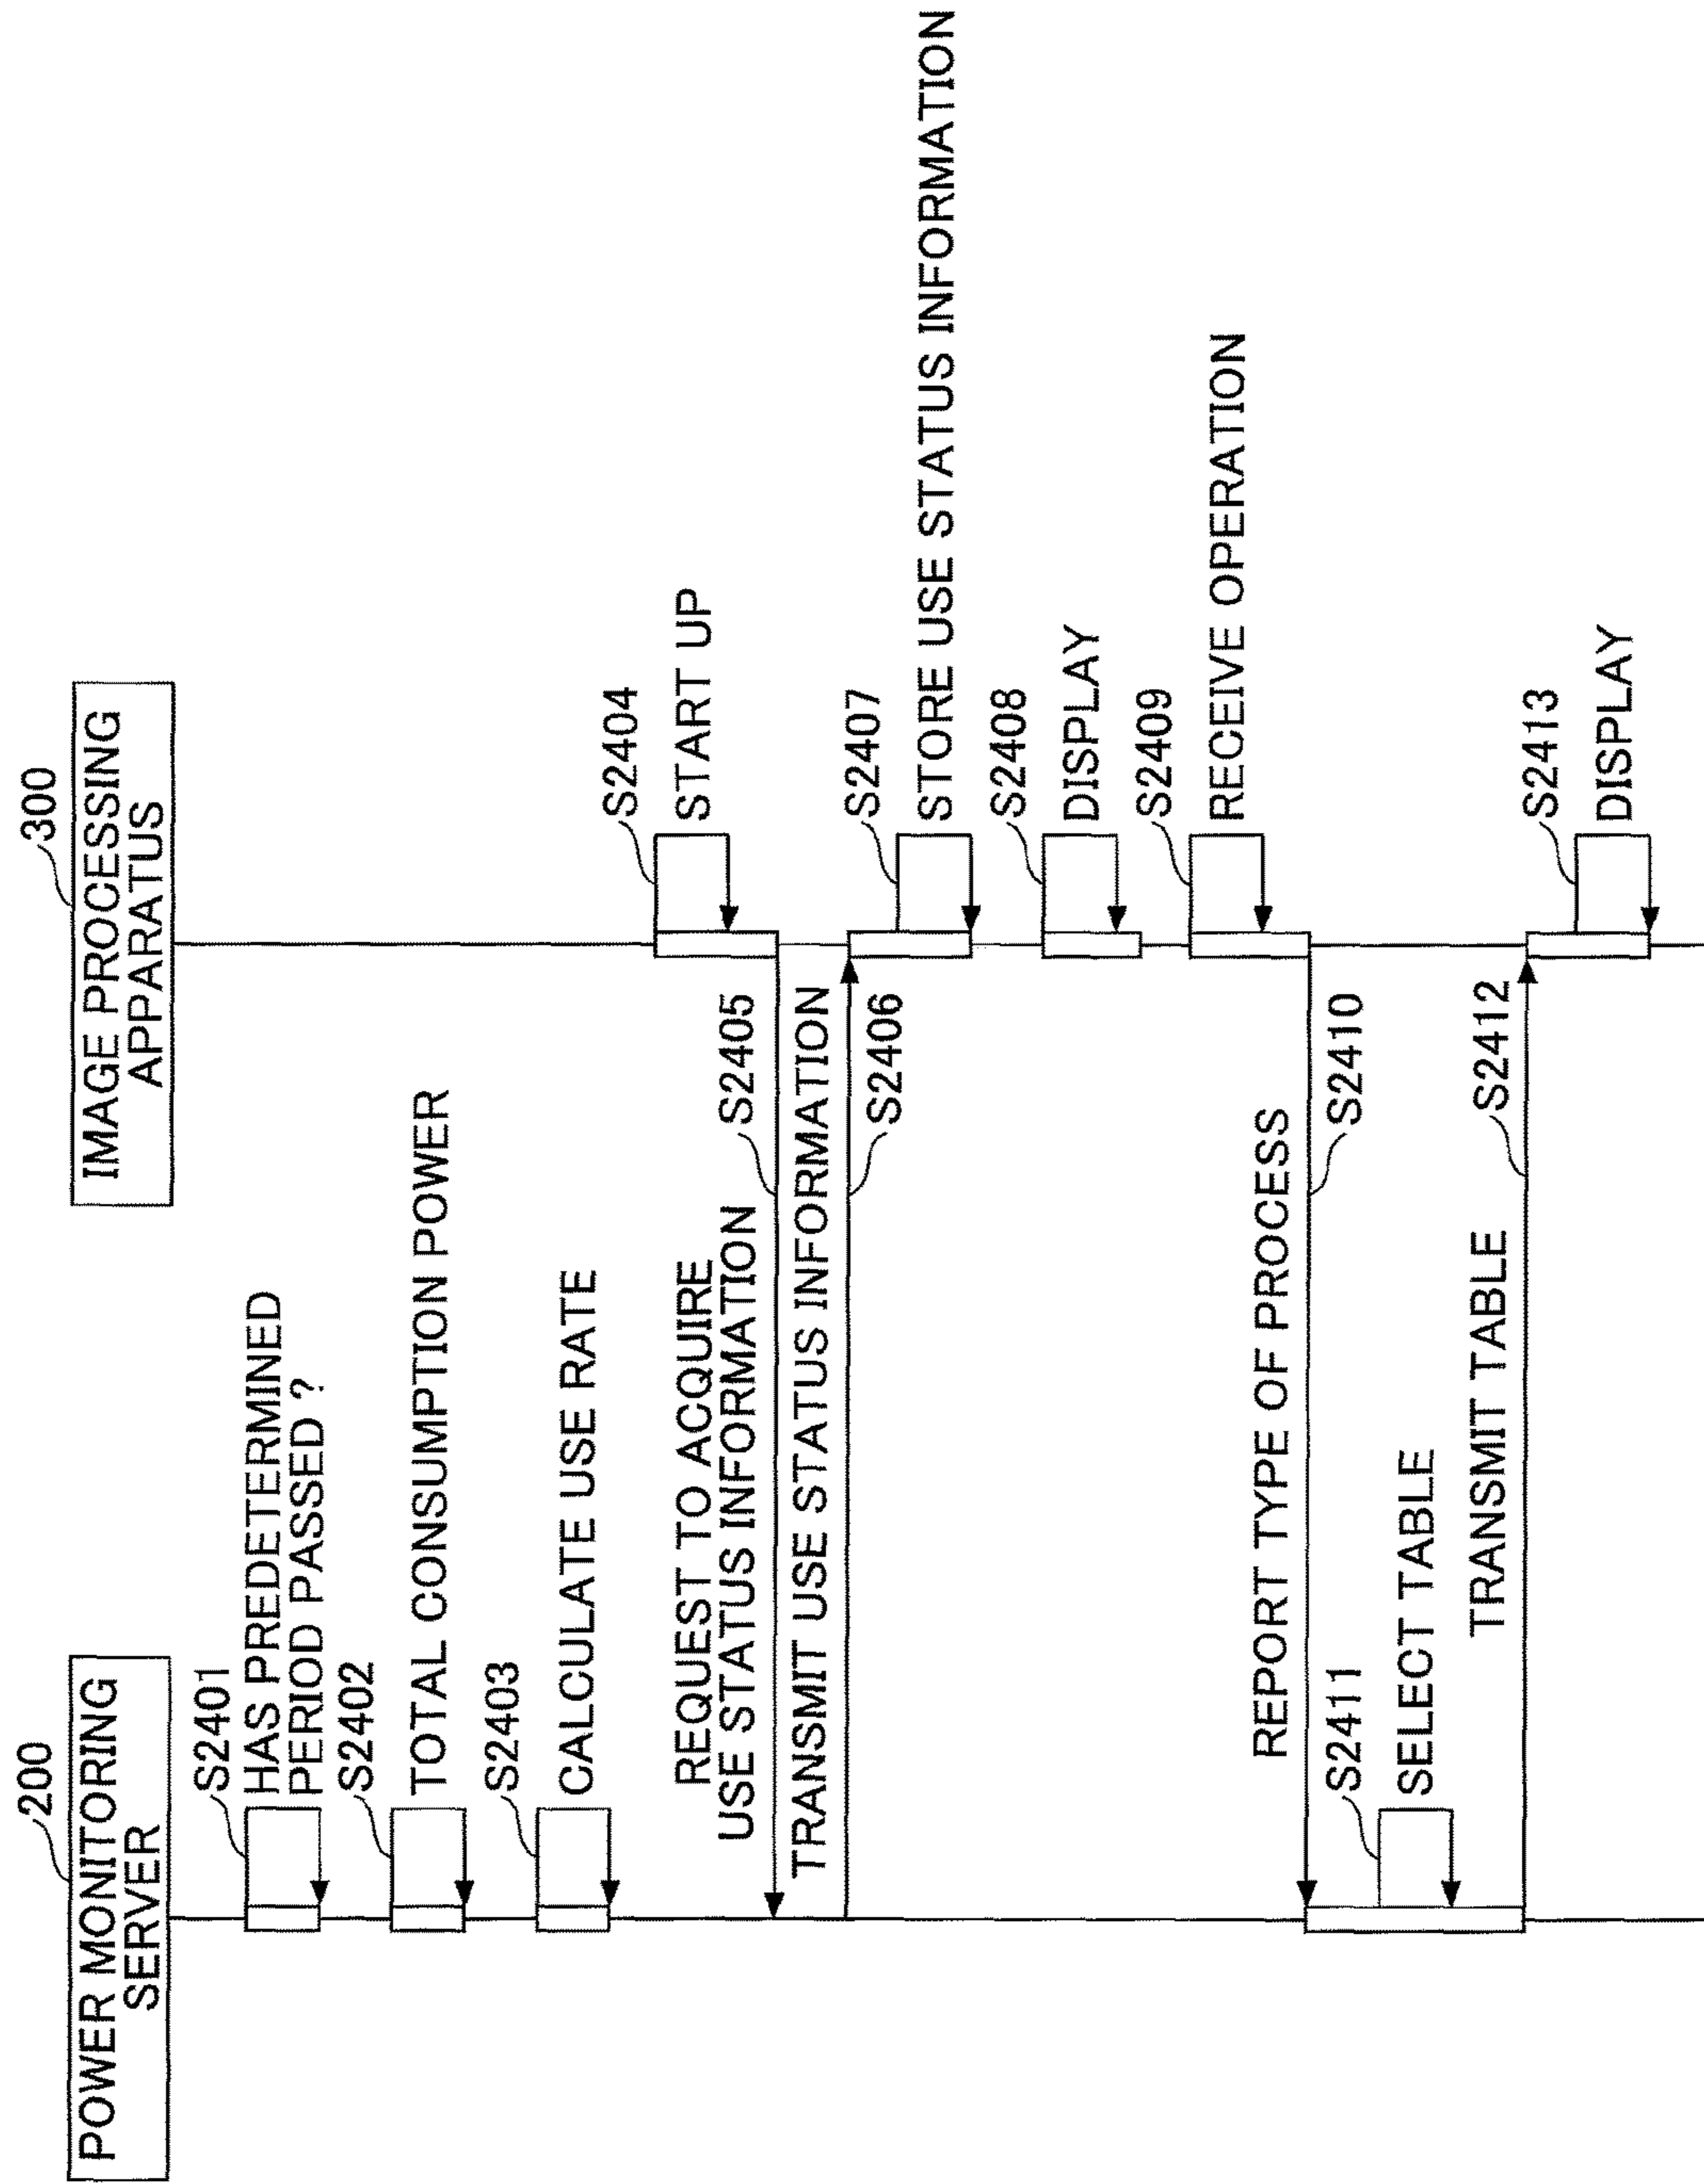 200
POWER MONITORING
SERVER
300
IMAGE PROCESSING
APPARATUS
S2401
HAS PREDETERMINED
PERIOD PASSED ?
S2402
TOTAL CONSUMPTION POWER
S2403
CALCULATE USE RATE
S2404
START UP
REQUEST TO ACQUIRE
USE STATUS INFORMATION
S2405
TRANSMIT USE STATUS INFORMATION
S2406
S2407
STORE USE STATUS INFORMATION
S2408
DISPLAY
S2409
RECEIVE OPERATION
REPORT TYPE OF PROCESS
S2410
S2411
SELECT TABLE
TRANSMIT TABLE
S2412
S2413
DISPLAY